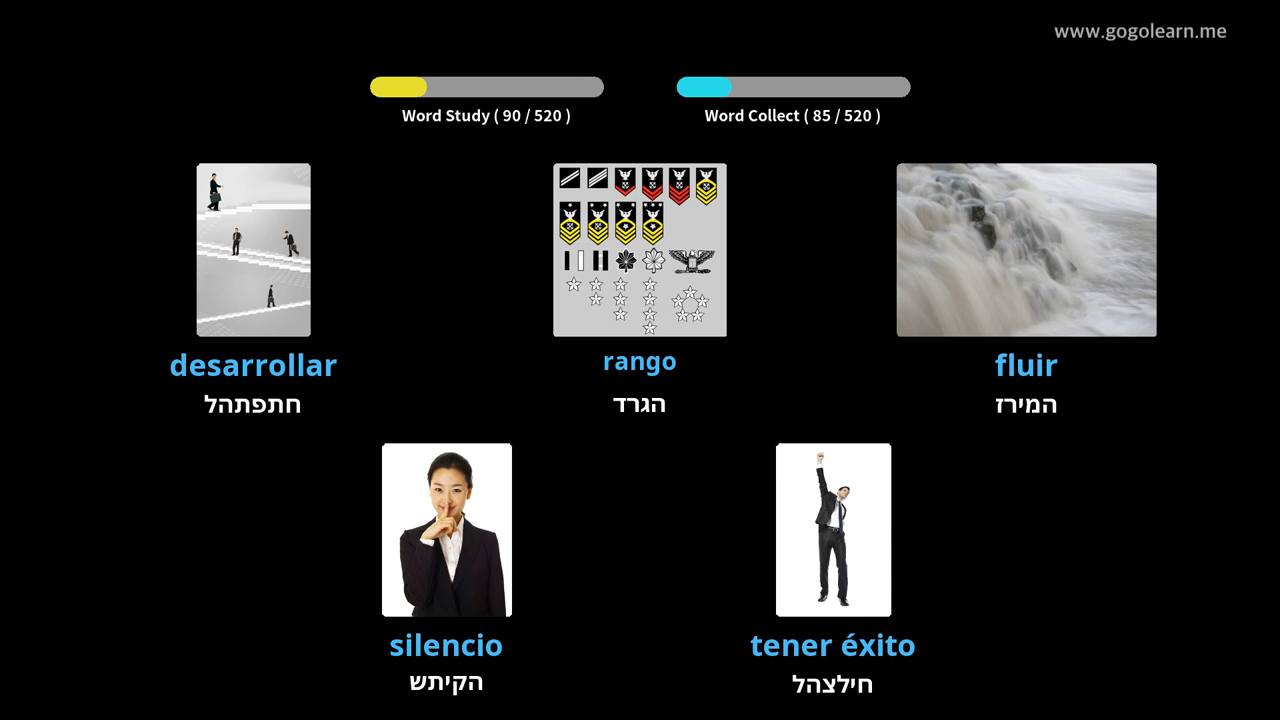 www.gogolearn.me
Word Study ( 90 / 520 )
Word Collect ( 85 / 520 )
desarrollar
חתפתהל
rango
הגרד
fluir
המירז
silencio
הקיתש
tener éxito
חילצהל